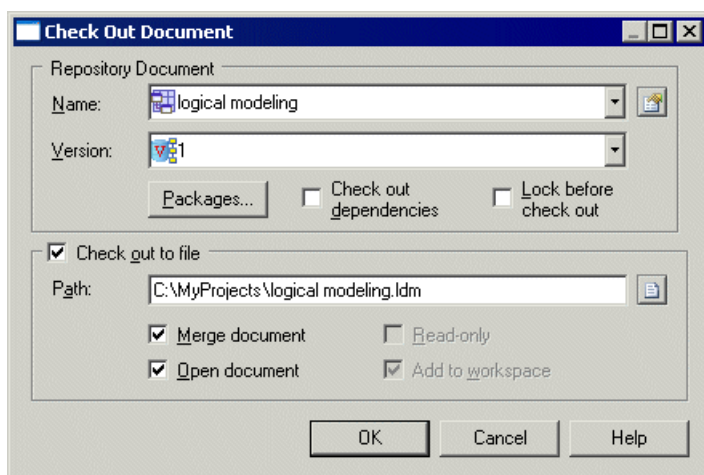 Check Out Document
Repository Document
Name: logical modeling
Version: 1
Packages... Check out Lock before
dependencies check out
Check out to file
Path: C:\MyProjects\logical modeling.ldm
Merge document Read-only
Open document Add to workspace
OK Cancel Help